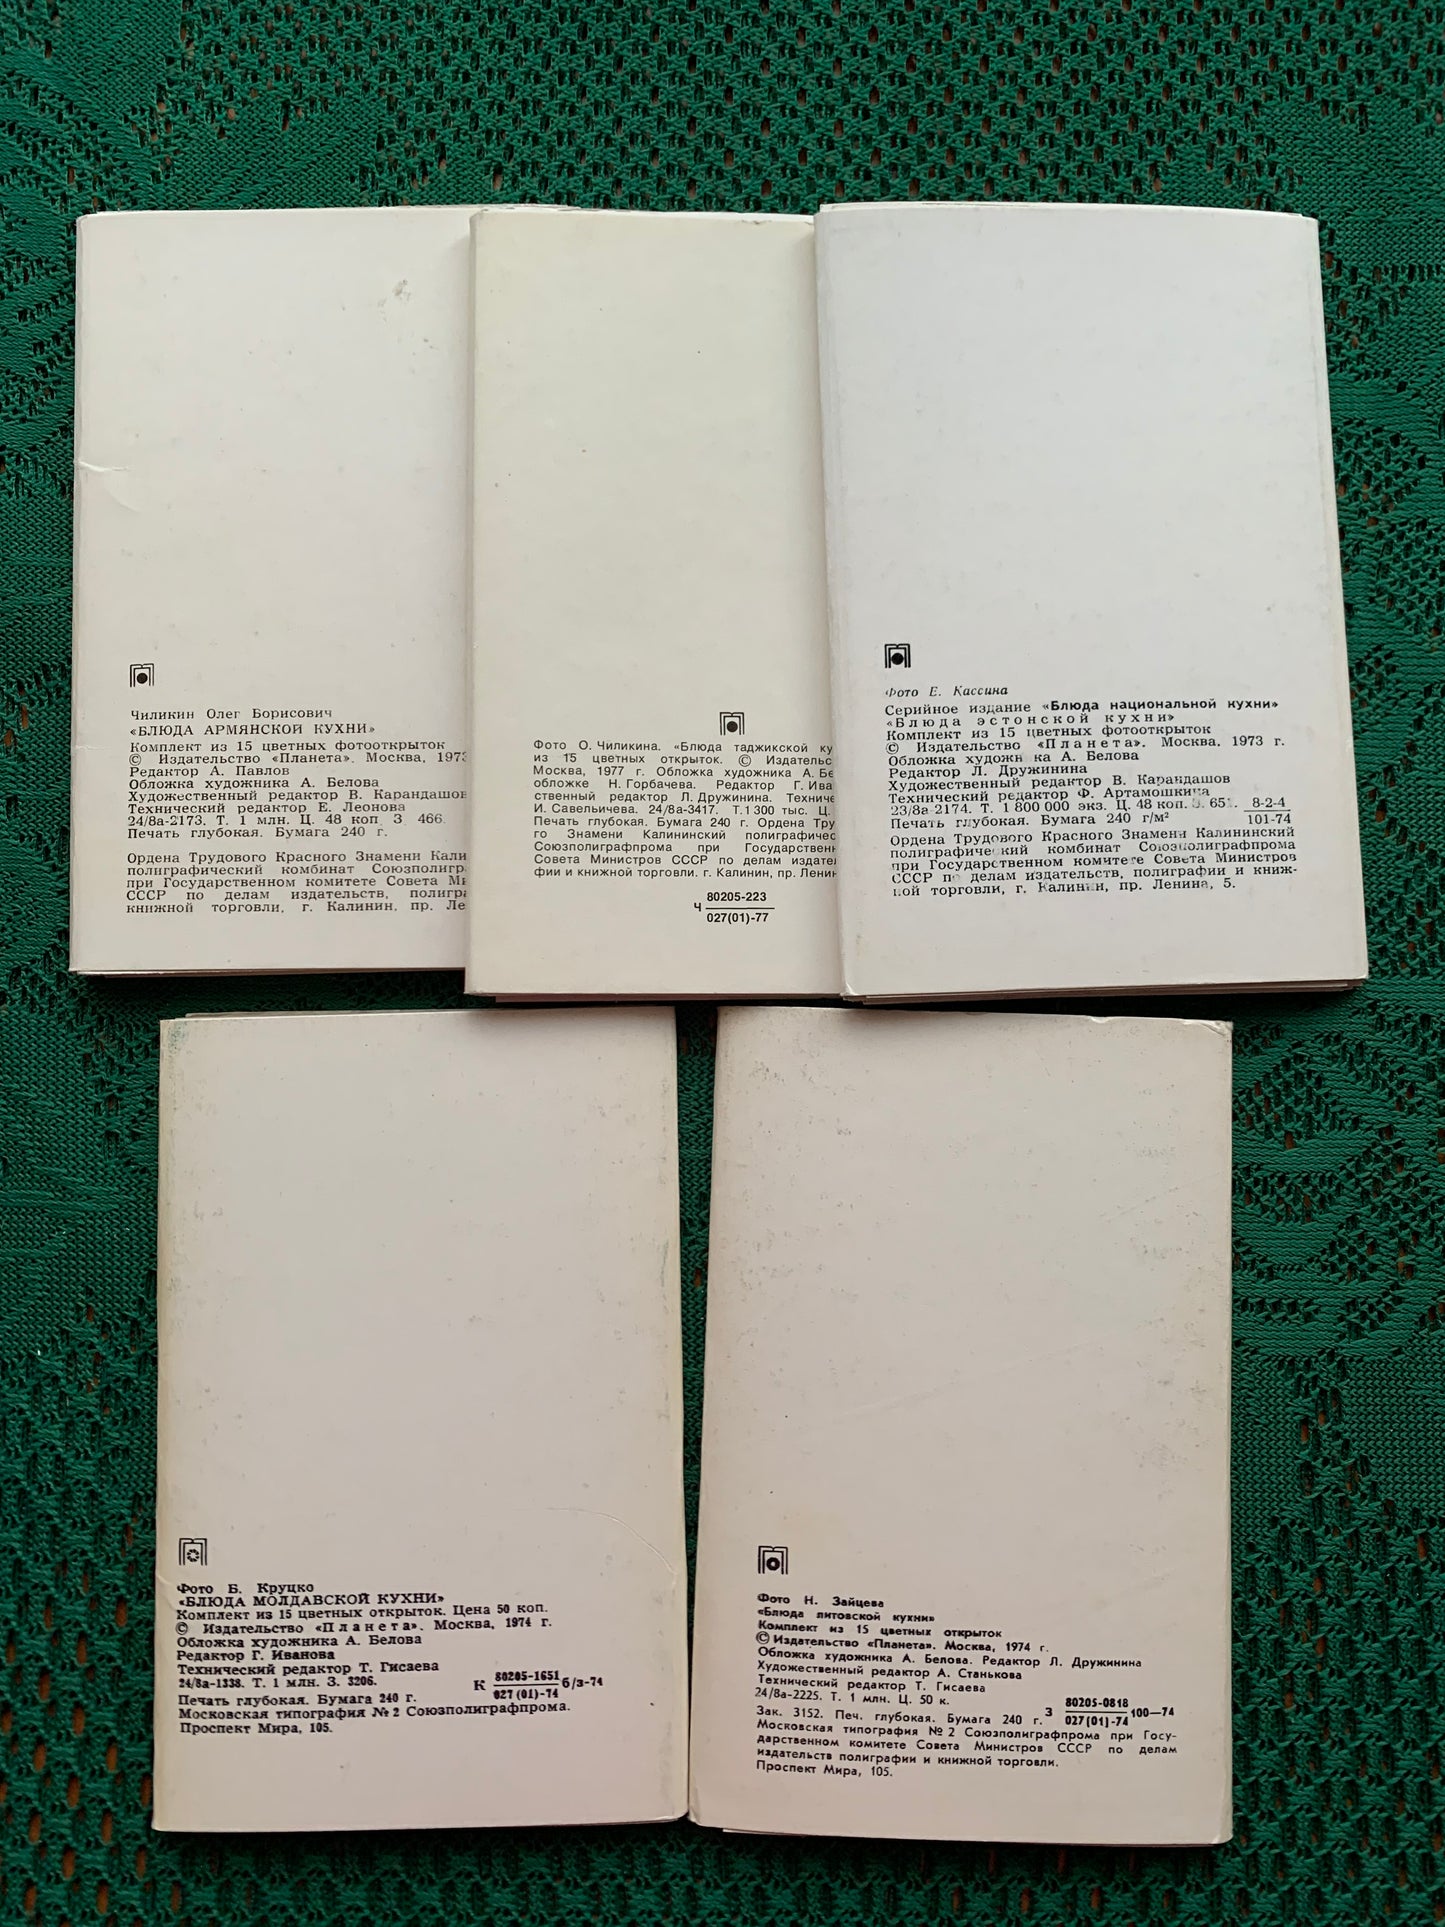 Чиликин Олег Борисович
«БЛЮДА АРМЯНСКОЙ КУХНИ»
Комплект из 15 цветных фотооткрыток
© Издательство «Планета». Москва, 1973
Редактор А. Павлов
Обложка художника А. Белова
Художественный редактор В. Карандашов
Технический редактор Е. Леонова
24/8а-2173. Т. 1 млн. Ц. 48 коп. З. 466.
Печать глубокая. Бумага 240 г.
Ордена Трудового Красного Знамени Кали
полиграфический комбинат Союзполигр
при Государственном комитете Совета
СССР по делам издательств, полигра
книжной торговли, г. Калинин, пр. Ле
Фото О. Чиликина. «Блюда таджикской ку
из 15 цветных открыток. © Издательс
Москва, 1977 г. Обложка художника А. Бе
обложке Н. Горбачева. Редактор Г. Ива
ственный редактор Л. Дружинина. Техниче
И. Савельичева. 24/8а-3417. Т. 1 300 тыс. Ц.
Печать глубокая. Бумага 240 г. Ордена Тру
го Знамени Калининский полиграфичес
Союзполиграфпрома при Государственн
Совета Министров СССР по делам издател
фии и книжной торговли. г. Калинин, пр. Ленин
Ч 80205-223
027(01)-77
Фото Е. Кассина
Серийное издание «Блюда национальной кухни»
«Блюда эстонской кухни»
Комплект из 15 цветных фотооткрыток
© Издательство «Планета». Москва. 1973 г.
Обложка художн ка А. Белова
Редактор Л. Дружинина
Художественный редактор В. Карандашов
Технический редактор Ф. Артамошкина
23/8а-2174. Т. 1 800 000 экз. Ц. 48 коп. З. 651. 8-2-4
Печать глубокая. Бумага 240 г/м² 101-74
Ордена Трудового Красного Знамени Калининский
полиграфический комбинат Союзполиграфпрома
при Государственном комитете Совета Министров
СССР по делам издательств, полиграфии и книж-
ной торговли, г. Калинин, пр. Ленина, 5.
Фото Б. Круцко
«БЛЮДА МОЛДАВСКОЙ КУХНИ»
Комплект из 15 цветных открыток. Цена 50 коп.
© Издательство «Планета». Москва, 1974 г.
Обложка художника А. Белова
Редактор Г. Иванова
Технический редактор Т. Гисаева
24/8а-1338. Т. 1 млн. З. 3206.
К 80205-1651 б/з-74
027(01)-74
Печать глубокая. Бумага 240 г.
Московская типография № 2 Союзполиграфпрома.
Проспект Мира, 105.
Фото Н. Зайцева
«Блюда литовской кухни»
Комплект из 15 цветных открыток
© Издательство «Планета». Москва, 1974 г.
Обложка художника А. Белова. Редактор Л. Дружинина
Художественный редактор А. Станькова
Технический редактор Т. Гисаева
24/8а-2225. Т. 1 млн. Ц. 50 к.
З 80205-0818 100—74
027(01)-74
Зак. 3152. Печ. глубокая. Бумага 240 г.
Московская типография № 2 Союзполиграфпрома при Госу-
дарственном комитете Совета Министров СССР по делам
издательств полиграфии и книжной торговли.
Проспект Мира, 105.